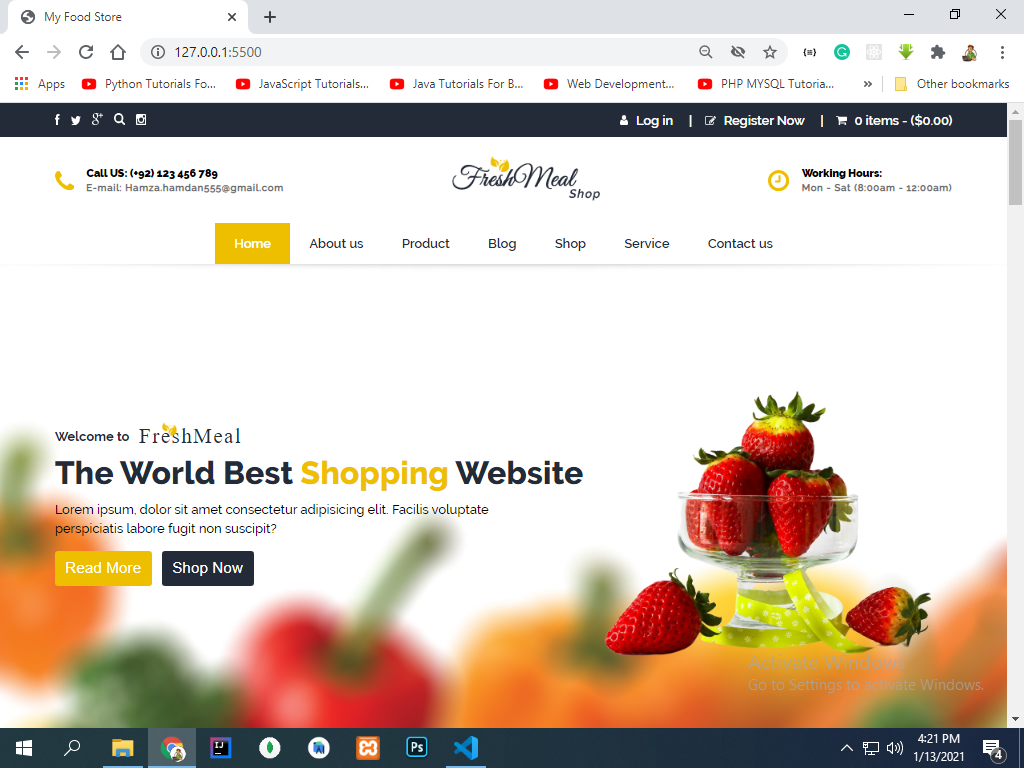 My Food Store
127.0.0.1:5500
Apps
Python Tutorials Fo...
JavaScript Tutorials...
Java Tutorials For B...
Web Development...
PHP MYSQL Tutoria...
»
Other bookmarks
Log in | Register Now | 0 items - ($0.00)
Call US: (+92) 123 456 789
E-mail: Hamza.hamdan555@gmail.com
FreshMeal
Shop
Working Hours:
Mon - Sat (8:00am - 12:00am)
Home About us Product Blog Shop Service Contact us
Welcome to FreshMeal
The World Best Shopping Website
Lorem ipsum, dolor sit amet consectetur adipisicing elit. Facilis voluptate
perspiciatis labore fugit non suscipit?
Read More Shop Now
Activate Windows
Go to Settings to activate Windows.
IJ
Ps
4:21 PM
1/13/2021
4